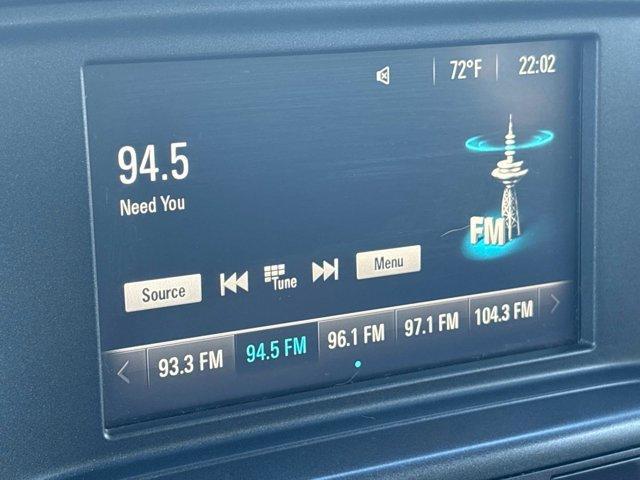 72°F 22:02
94.5
Need You
FM
Source Tune Menu
93.3 FM 94.5 FM 96.1 FM 97.1 FM 104.3 FM